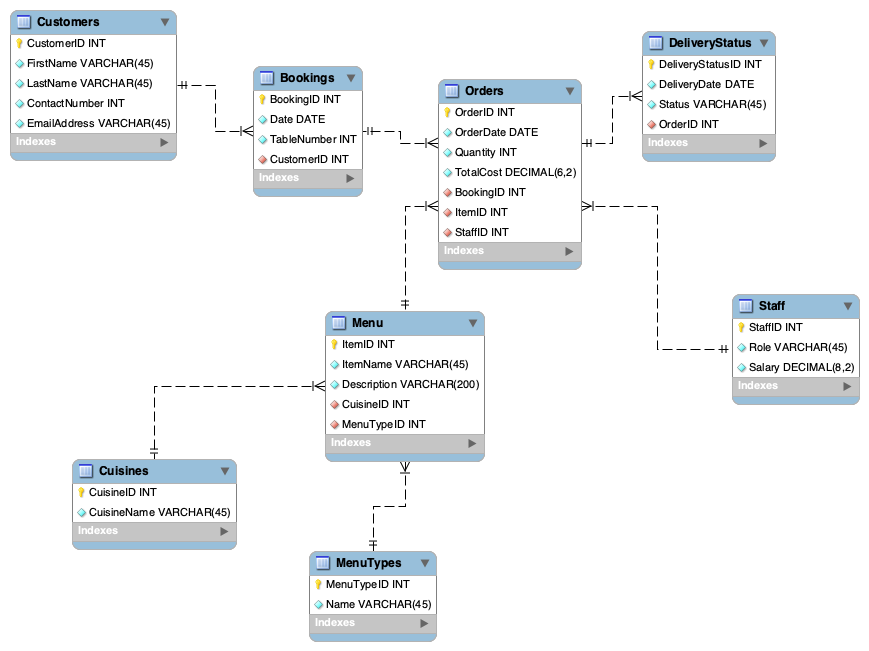 Customers
CustomerID INT
FirstName VARCHAR(45)
LastName VARCHAR(45)
ContactNumber INT
EmailAddress VARCHAR(45)
Indexes
Bookings
BookingID INT
Date DATE
TableNumber INT
CustomerID INT
Indexes
Orders
OrderID INT
OrderDate DATE
Quantity INT
TotalCost DECIMAL(6,2)
BookingID INT
ItemID INT
StaffID INT
Indexes
DeliveryStatus
DeliveryStatusID INT
DeliveryDate DATE
Status VARCHAR(45)
OrderID INT
Indexes
Staff
StaffID INT
Role VARCHAR(45)
Salary DECIMAL(8,2)
Indexes
Menu
ItemID INT
ItemName VARCHAR(45)
Description VARCHAR(200)
CuisineID INT
MenuTypeID INT
Indexes
Cuisines
CuisineID INT
CuisineName VARCHAR(45)
Indexes
MenuTypes
MenuTypeID INT
Name VARCHAR(45)
Indexes